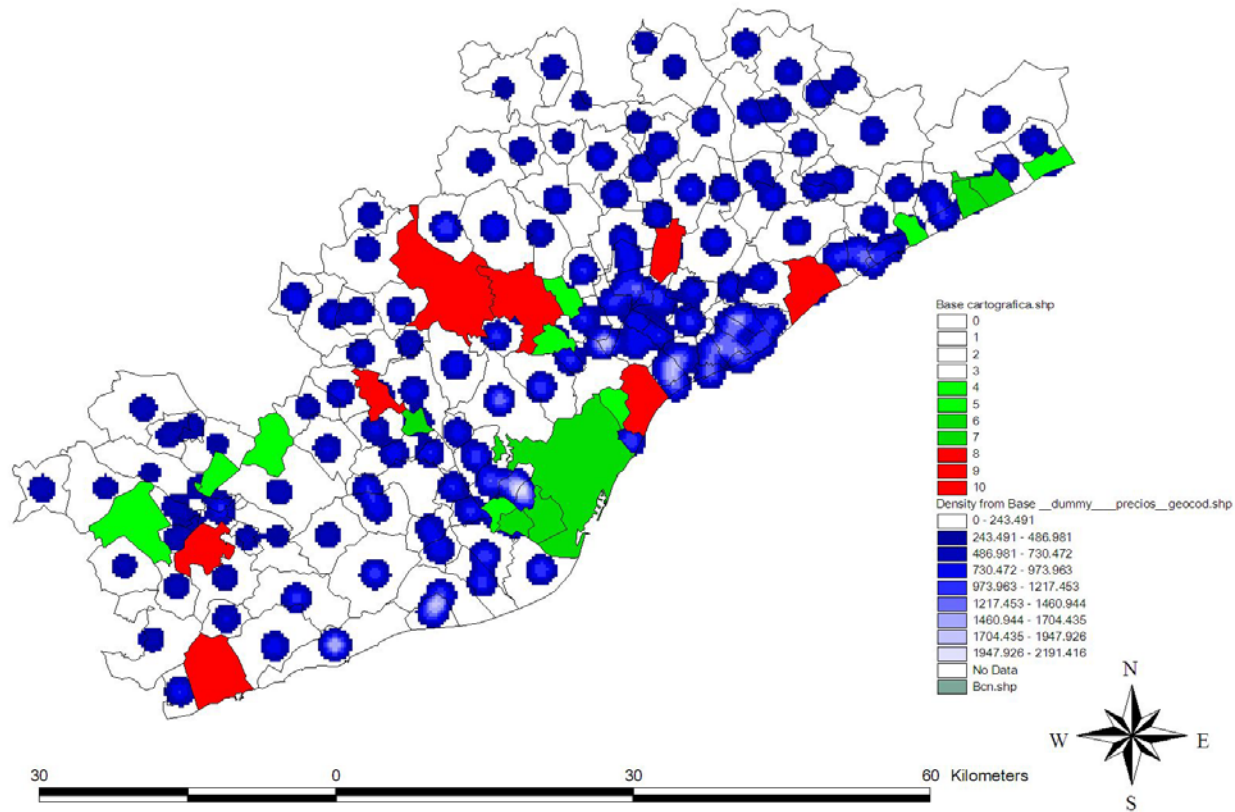 Base cartografica.shp
0
1
2
3
4
5
6
7
8
9
10
Density from Base __dummy____precios__geocod.shp
0 - 243.491
243.491 - 486.981
486.981 - 730.472
730.472 - 973.963
973.963 - 1217.453
1217.453 - 1460.944
1460.944 - 1704.435
1704.435 - 1947.926
1947.926 - 2191.416
No Data
Bcn.shp
N
W E
S
30 0 30 60 Kilometers